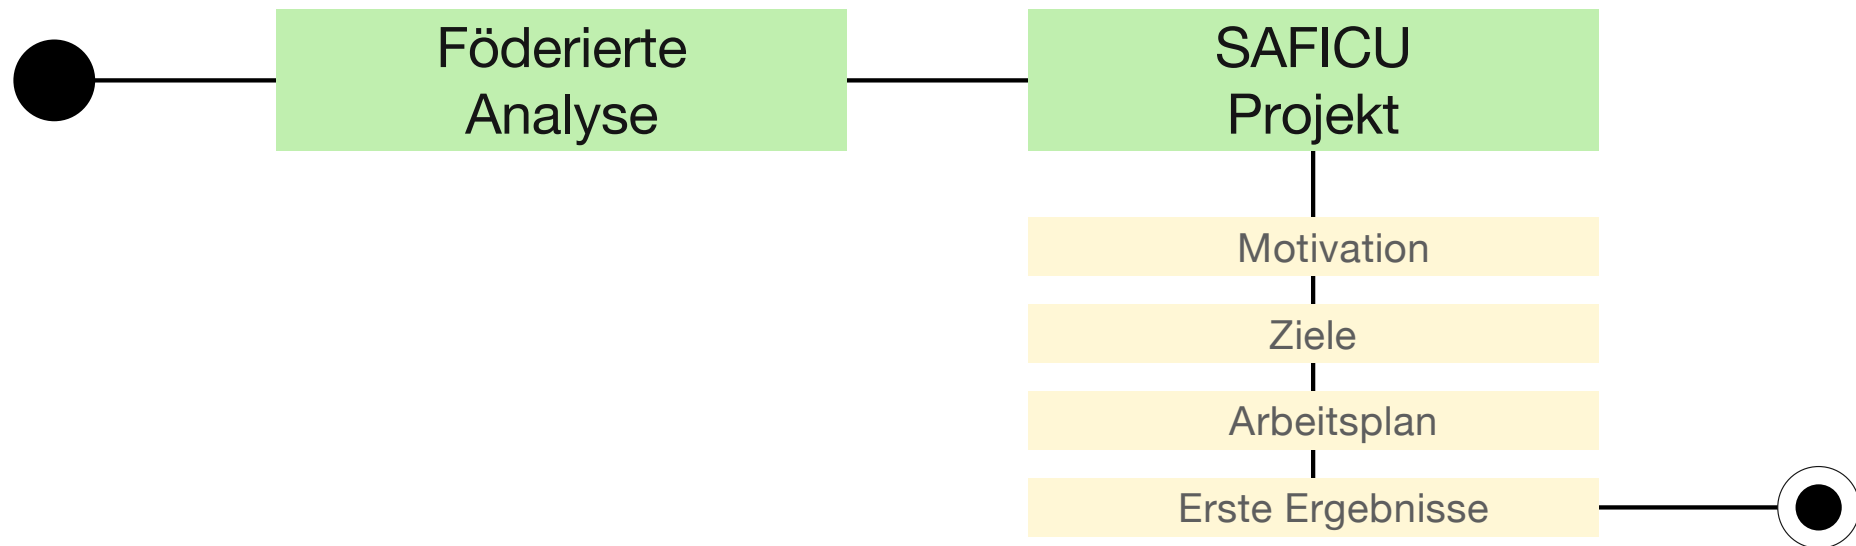 Föderierte
Analyse
SAFICU
Projekt
Motivation
Ziele
Arbeitsplan
Erste Ergebnisse